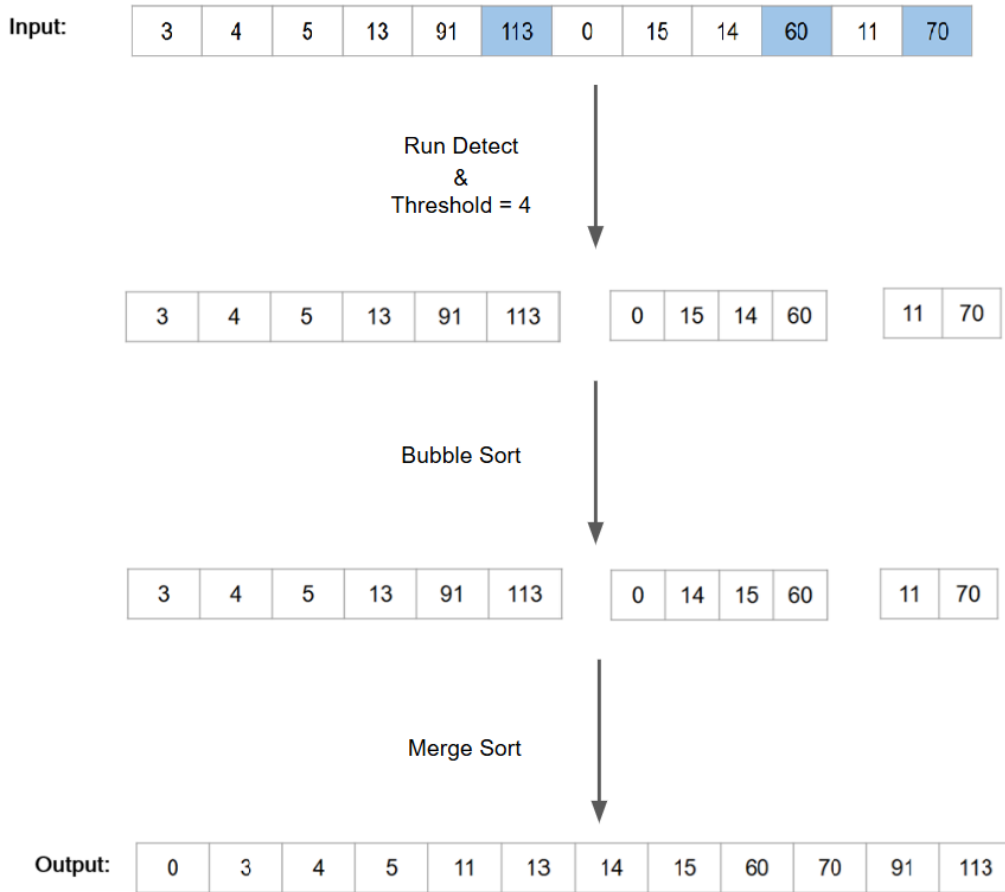 Input: 3 4 5 13 91 113 0 15 14 60 11 70
Run Detect
&
Threshold = 4
3 4 5 13 91 113 0 15 14 60 11 70
Bubble Sort
3 4 5 13 91 113 0 14 15 60 11 70
Merge Sort
Output: 0 3 4 5 11 13 14 15 60 70 91 113